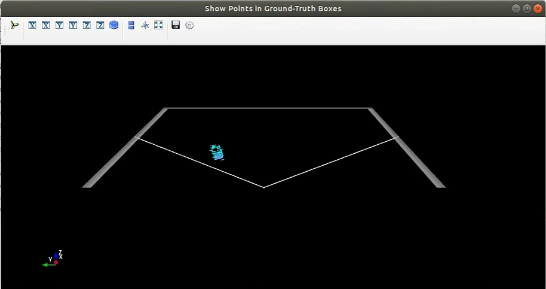 Show Points in Ground-Truth Boxes
X X Y Y Z Z
Z
Y X